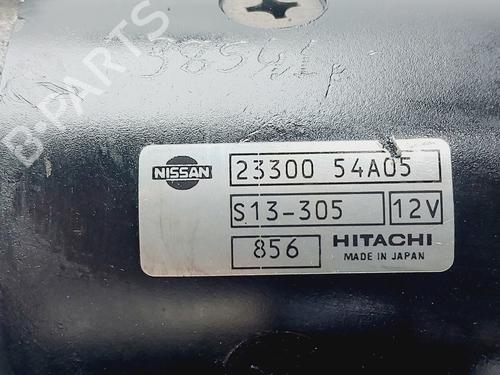 B-PARTS
NISSAN
23300 54A05
S13-305
12V
856
HITACHI
MADE IN JAPAN